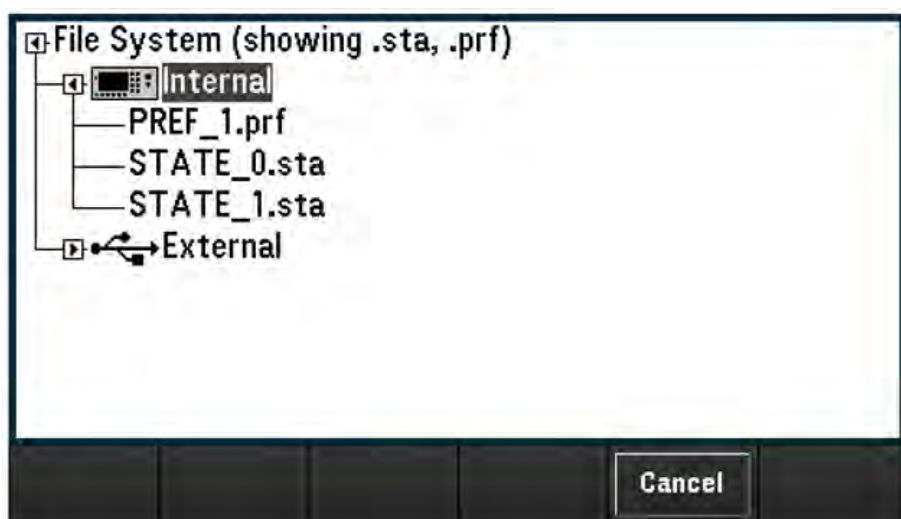 File System (showing .sta, .prf)
Internal
PREF_1.prf
STATE_0.sta
STATE_1.sta
External
Cancel